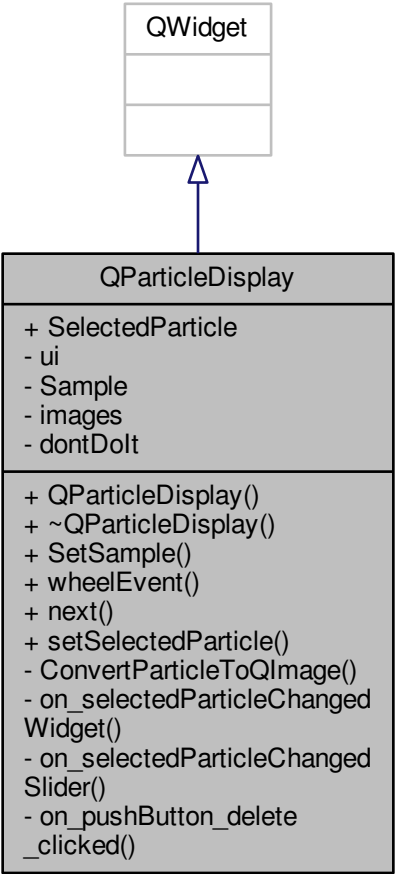 QWidget
QParticleDisplay
+ SelectedParticle
- ui
- Sample
- images
- dontDoIt
+ QParticleDisplay()
+ ~QParticleDisplay()
+ SetSample()
+ wheelEvent()
+ next()
+ setSelectedParticle()
- ConvertParticleToQImage()
- on_selectedParticleChanged
Widget()
- on_selectedParticleChanged
Slider()
- on_pushButton_delete
_clicked()